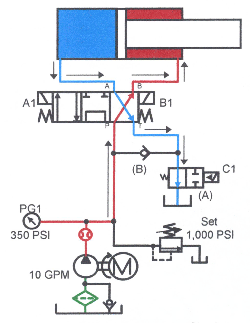 A
B
A1
B1
P
T
(B)
C1
(A)
PG1
350 PSI
Set
1,000 PSI
10 GPM
M